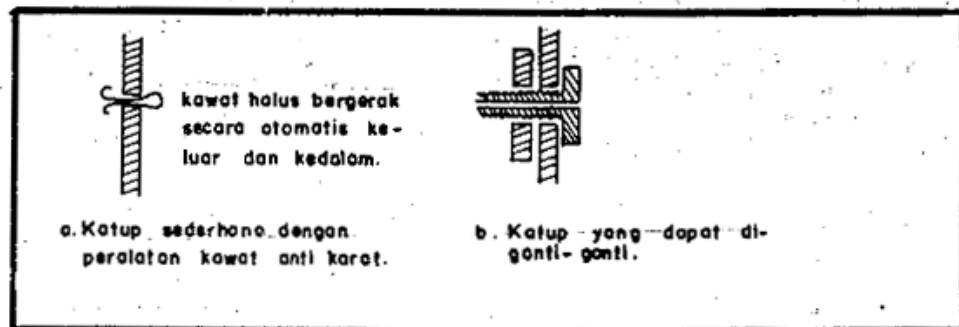 kawat halus bergerak
secara otomatis ke-
luar dan kedalam.
a. Katup sederhana dengan
peralatan kawat anti karat.
b. Katup yang dapat di-
ganti-ganti.